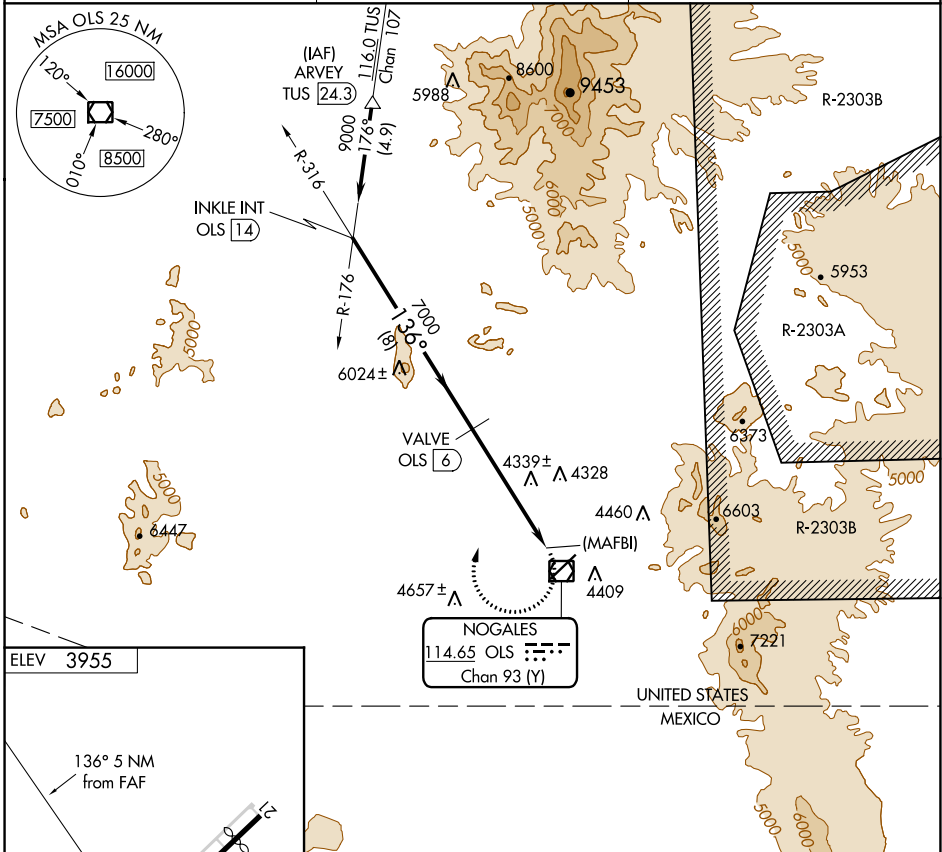 MSA OLS 25 NM
120°
16000
7500
280°
010°
8500
(IAF)
ARVEY
TUS 24.3
116.0 TUS
Chan 107
9000
176°
(4.9)
5988
8600
9453
7000
6000
5000
R-2303B
R-316
INKLE INT
OLS 14
R-176
5000
7000
136°
(8)
6024±
5000
5953
R-2303A
VALVE
OLS 6
4339±
4328
6373
5000
4460
6603
R-2303B
5000
6447
(MAFBI)
4657±
4409
NOGALES
114.65 OLS
Chan 93 (Y)
6000
7221
UNITED STATES
MEXICO
ELEV 3955
136° 5 NM
from FAF
21
5000
6000